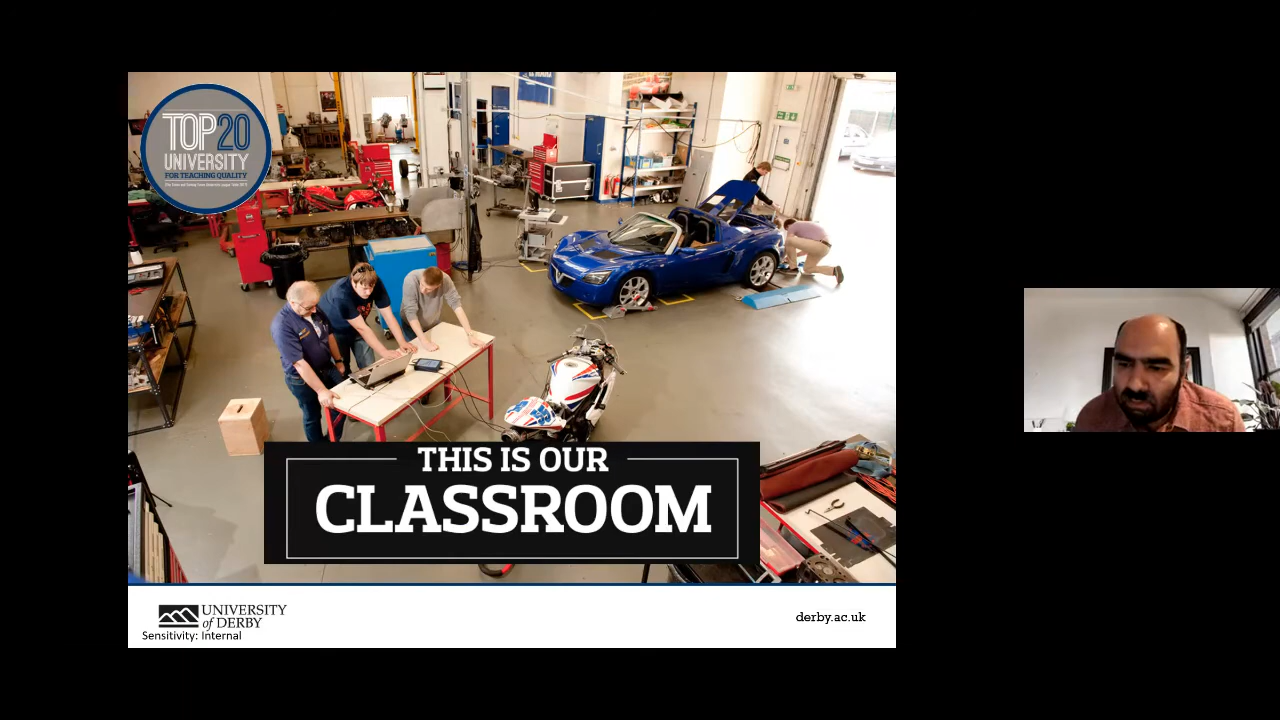 TOP20
UNIVERSITY
FOR TEACHING QUALITY
THIS IS OUR
CLASSROOM
UNIVERSITY
of DERBY
Sensitivity: Internal
derby.ac.uk